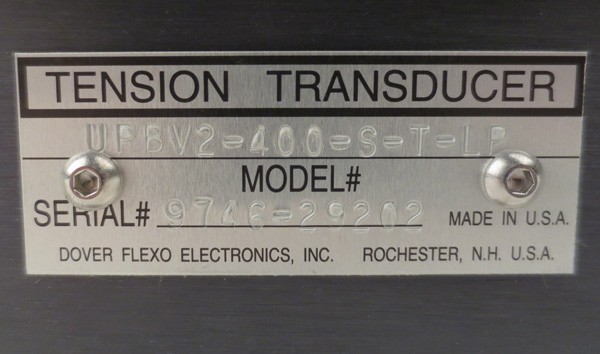 TENSION TRANSDUCER
UPBV2-400-S-T-LP
MODEL#
SERIAL# 9746-29202 MADE IN U.S.A.
DOVER FLEXO ELECTRONICS, INC. ROCHESTER, N.H. U.S.A.